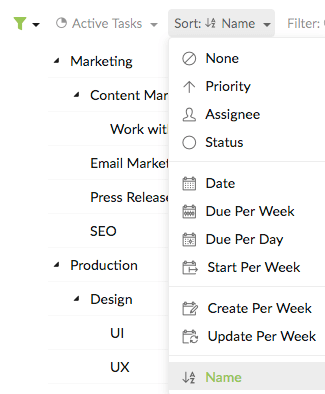 Active Tasks Sort: Name Filter:
Marketing
Content Mar
Work wit
Email Market
Press Release
SEO
Production
Design
UI
UX
None
Priority
Assignee
Status
Date
Due Per Week
Due Per Day
Start Per Week
Create Per Week
Update Per Week
Name